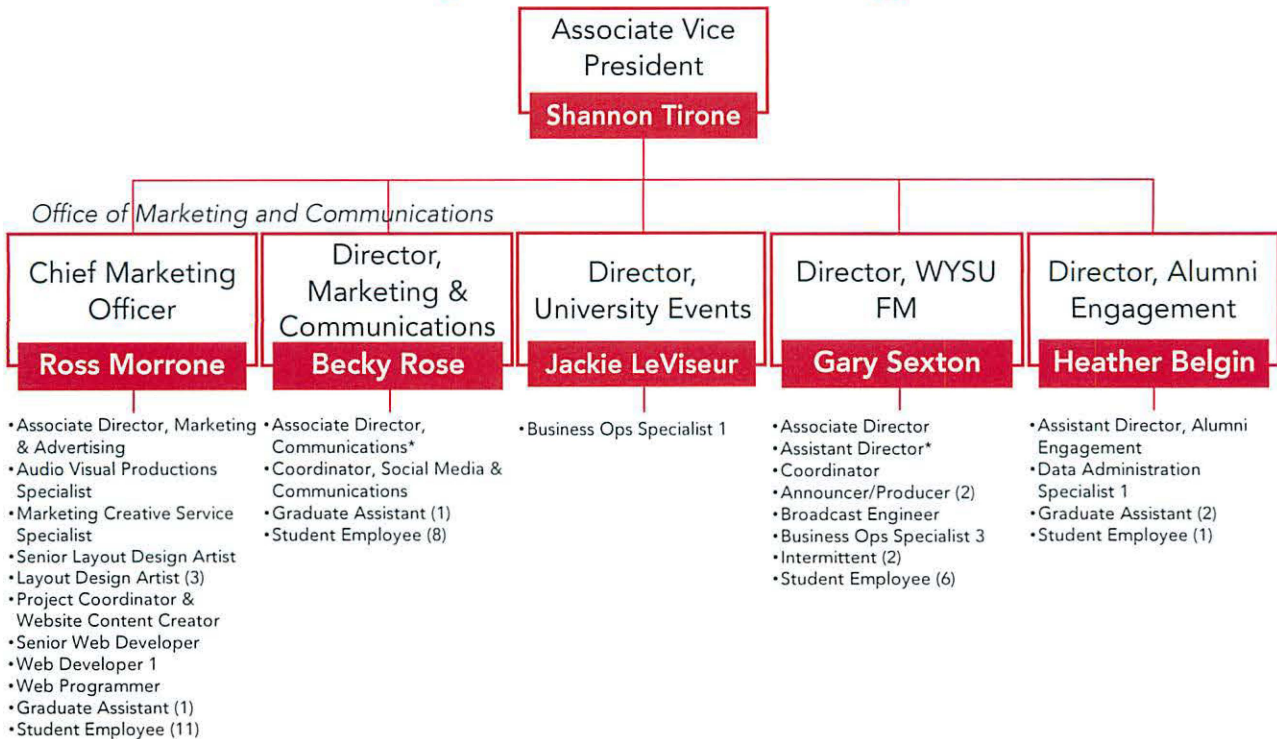 Associate Vice
President
Shannon Tirone
Office of Marketing and Communications
Chief Marketing
Officer
Ross Morrone
•Associate Director, Marketing
& Advertising
•Audio Visual Productions
Specialist
•Marketing Creative Service
Specialist
•Senior Layout Design Artist
•Layout Design Artist (3)
•Project Coordinator &
Website Content Creator
•Senior Web Developer
•Web Developer 1
•Web Programmer
•Graduate Assistant (1)
•Student Employee (11)
Director,
Marketing &
Communications
Becky Rose
•Associate Director,
Communications*
•Coordinator, Social Media &
Communications
•Graduate Assistant (1)
•Student Employee (8)
Director,
University Events
Jackie LeViseur
•Business Ops Specialist 1
Director, WYSU
FM
Gary Sexton
•Associate Director
•Assistant Director*
•Coordinator
•Announcer/Producer (2)
•Broadcast Engineer
•Business Ops Specialist 3
•Intermittent (2)
•Student Employee (6)
Director, Alumni
Engagement
Heather Belgin
•Assistant Director, Alumni
Engagement
•Data Administration
Specialist 1
•Graduate Assistant (2)
•Student Employee (1)